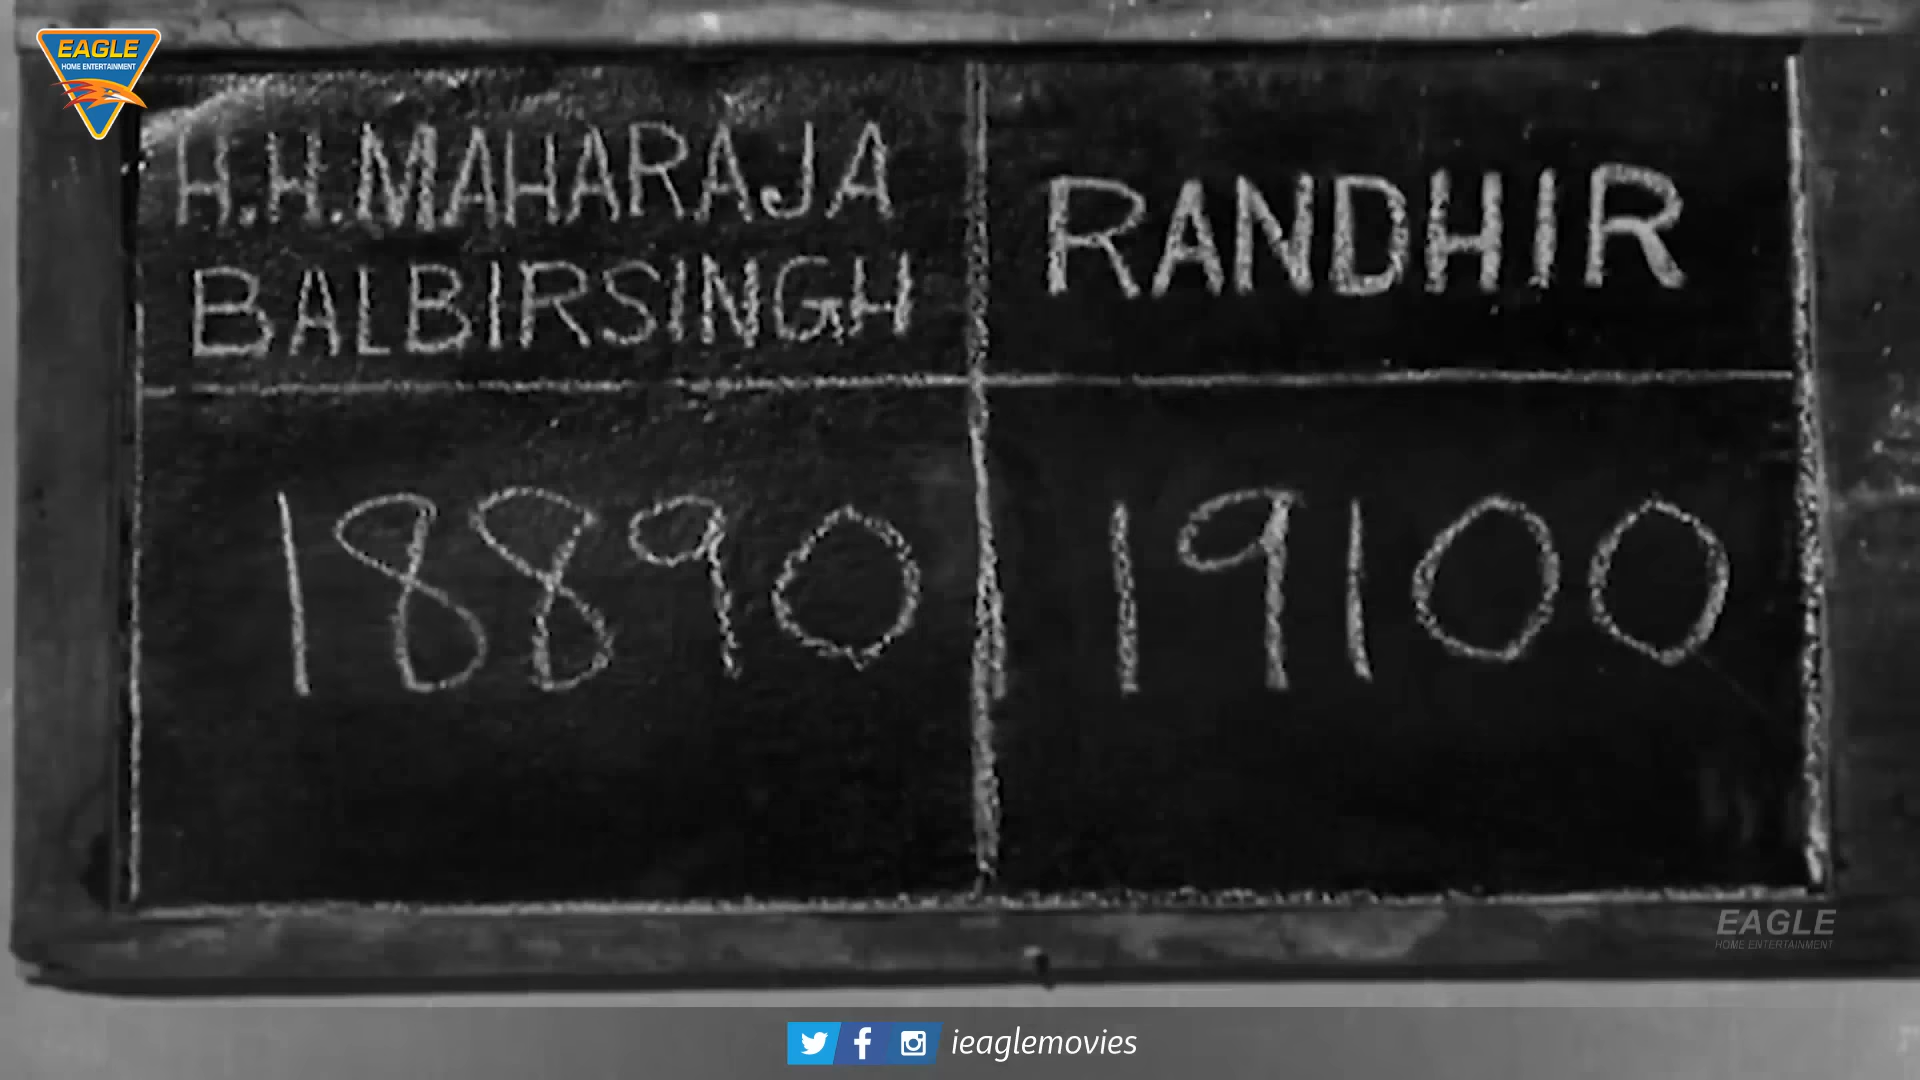 EAGLE
HOME ENTERTAINMENT
H.H.MAHARAJA
BALBIRSINGH
RANDHIR
18890
19100
EAGLE
HOME ENTERTAINMENT
ieaglemovies